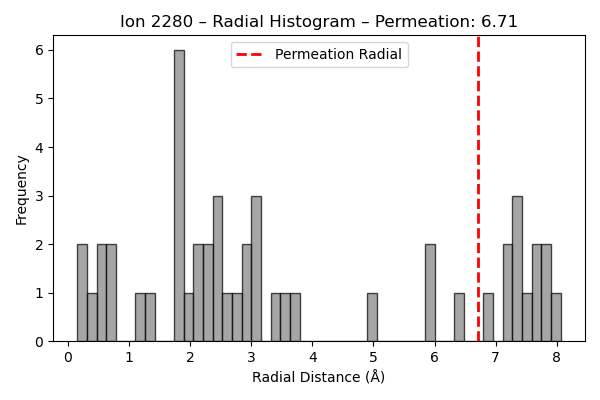 Ion 2280 – Radial Histogram – Permeation: 6.71
Permeation Radial
Frequency
6
5
4
3
2
1
0
0 1 2 3 4 5 6 7 8
Radial Distance (Å)